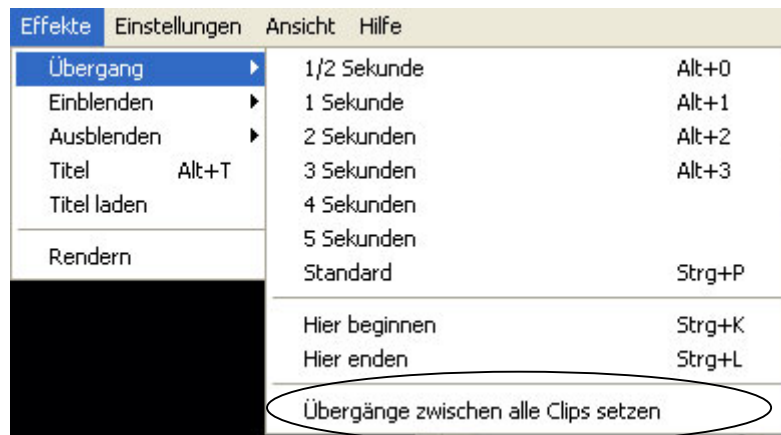 Effekte Einstellungen Ansicht Hilfe
Übergang
Einblenden
Ausblenden
Titel Alt+T
Titel laden
Rendern
1/2 Sekunde Alt+0
1 Sekunde Alt+1
2 Sekunden Alt+2
3 Sekunden Alt+3
4 Sekunden
5 Sekunden
Standard Strg+P
Hier beginnen Strg+K
Hier enden Strg+L
Übergänge zwischen alle Clips setzen